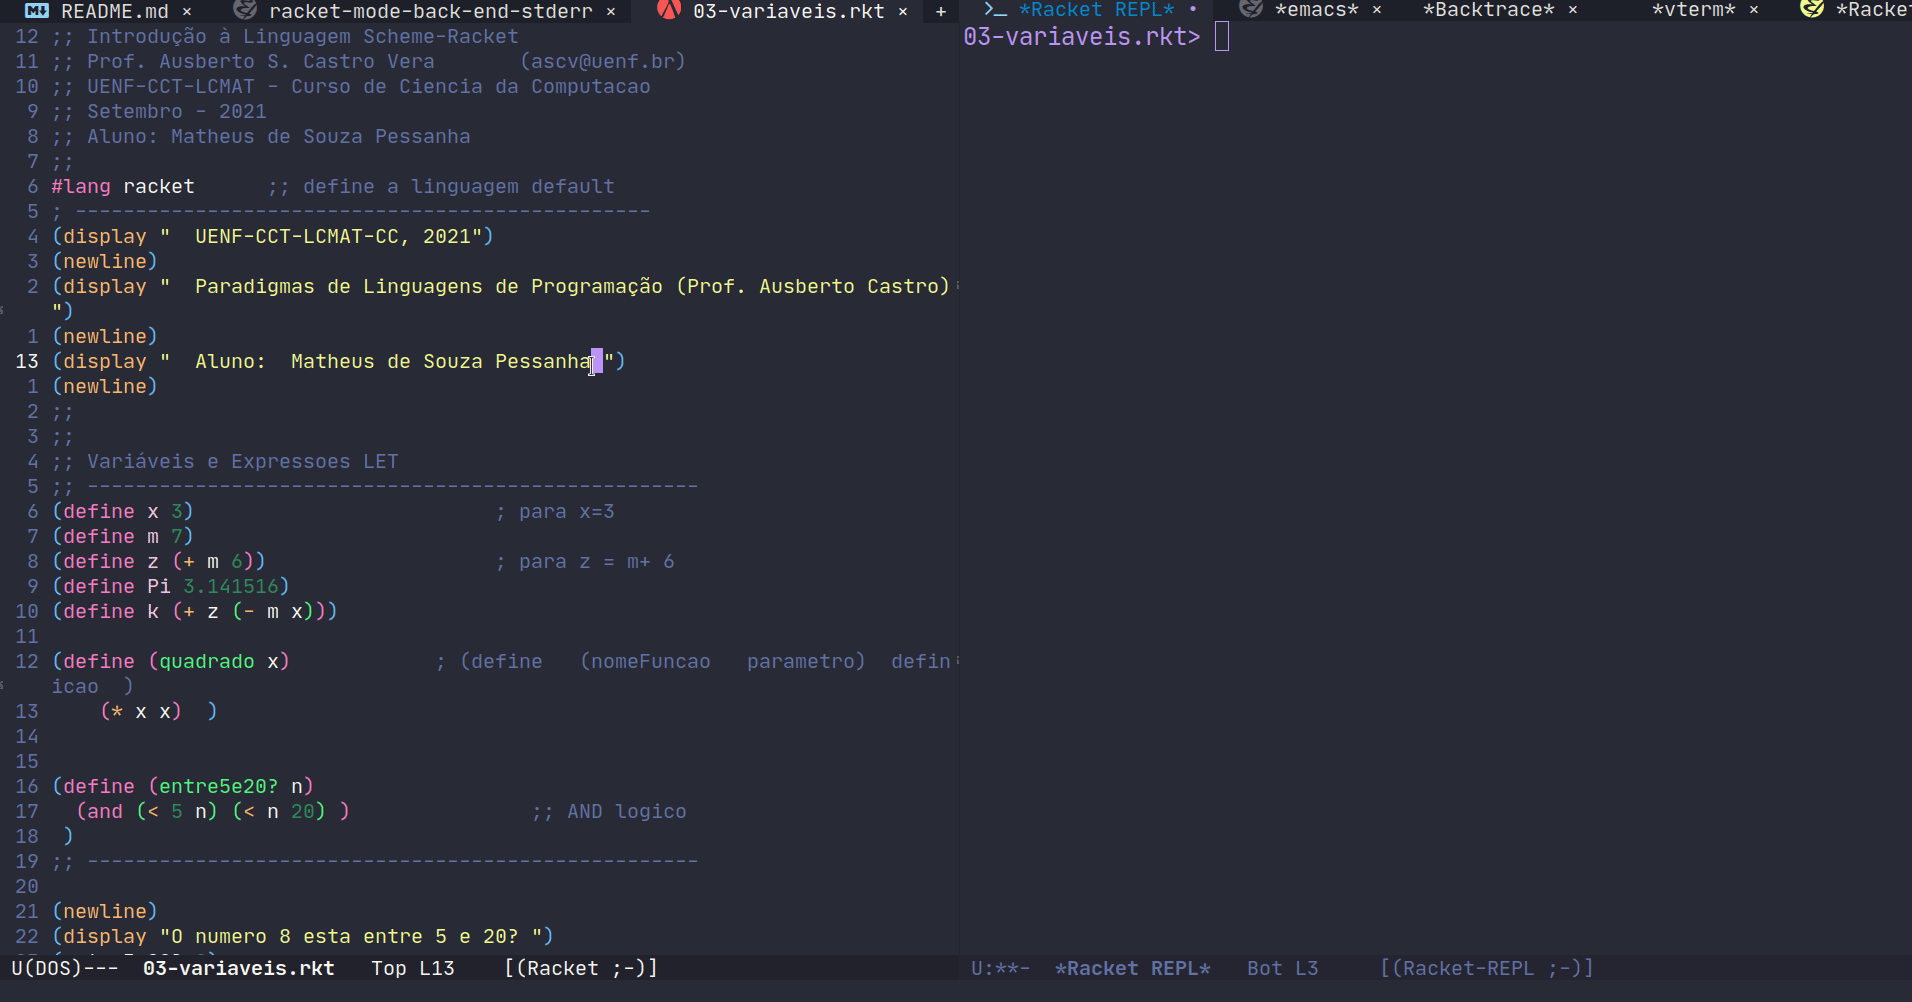 README.md × racket-mode-back-end-stderr × 03-variaveis.rkt × +
>_ *Racket REPL* • *emacs* × *Backtrace* × *vterm* × *Racke
12 ;; Introdução à Linguagem Scheme-Racket
11 ;; Prof. Ausberto S. Castro Vera       (ascv@uenf.br)
10 ;; UENF-CCT-LCMAT - Curso de Ciencia da Computacao
9 ;; Setembro - 2021
8 ;; Aluno: Matheus de Souza Pessanha
7 ;;
6 #lang racket      ;; define a linguagem default
5 ; ------------------------------------------------
4 (display "  UENF-CCT-LCMAT-CC, 2021")
3 (newline)
2 (display "  Paradigmas de Linguagens de Programação (Prof. Ausberto Castro)
")
1 (newline)
13 (display "  Aluno:  Matheus de Souza Pessanha ")
1 (newline)
2 ;;
3 ;;
4 ;; Variáveis e Expressoes LET
5 ;; ---------------------------------------------------
6 (define x 3)                         ; para x=3
7 (define m 7)
8 (define z (+ m 6))                   ; para z = m+ 6
9 (define Pi 3.141516)
10 (define k (+ z (- m x)))
11
12 (define (quadrado x)            ; (define   (nomeFuncao   parametro)  defin
icao  )
13     (* x x)  )
14
15
16 (define (entre5e20? n)
17   (and (< 5 n) (< n 20) )               ;; AND logico
18  )
19 ;; ---------------------------------------------------
20
21 (newline)
22 (display "O numero 8 esta entre 5 e 20? ")
U(DOS)---  03-variaveis.rkt   Top L13    [(Racket ;-)]
03-variaveis.rkt>
U:**-  *Racket REPL*   Bot L3     [(Racket-REPL ;-)]